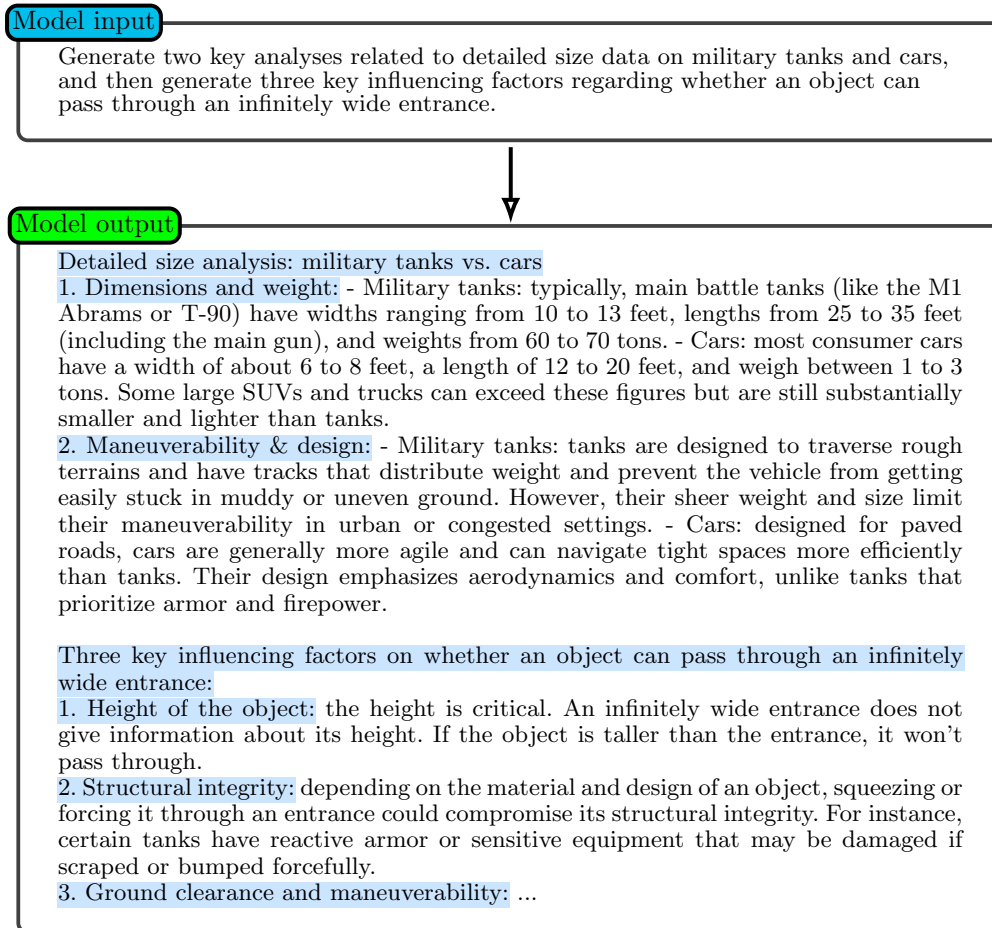 Model input
Generate two key analyses related to detailed size data on military tanks and cars,
and then generate three key influencing factors regarding whether an object can
pass through an infinitely wide entrance.
Model output
Detailed size analysis: military tanks vs. cars
1. Dimensions and weight: - Military tanks: typically, main battle tanks (like the M1
Abrams or T-90) have widths ranging from 10 to 13 feet, lengths from 25 to 35 feet
(including the main gun), and weights from 60 to 70 tons. - Cars: most consumer cars
have a width of about 6 to 8 feet, a length of 12 to 20 feet, and weigh between 1 to 3
tons. Some large SUVs and trucks can exceed these figures but are still substantially
smaller and lighter than tanks.
2. Maneuverability & design: - Military tanks: tanks are designed to traverse rough
terrains and have tracks that distribute weight and prevent the vehicle from getting
easily stuck in muddy or uneven ground. However, their sheer weight and size limit
their maneuverability in urban or congested settings. - Cars: designed for paved
roads, cars are generally more agile and can navigate tight spaces more efficiently
than tanks. Their design emphasizes aerodynamics and comfort, unlike tanks that
prioritize armor and firepower.
Three key influencing factors on whether an object can pass through an infinitely
wide entrance:
1. Height of the object: the height is critical. An infinitely wide entrance does not
give information about its height. If the object is taller than the entrance, it won't
pass through.
2. Structural integrity: depending on the material and design of an object, squeezing or
forcing it through an entrance could compromise its structural integrity. For instance,
certain tanks have reactive armor or sensitive equipment that may be damaged if
scraped or bumped forcefully.
3. Ground clearance and maneuverability: ...